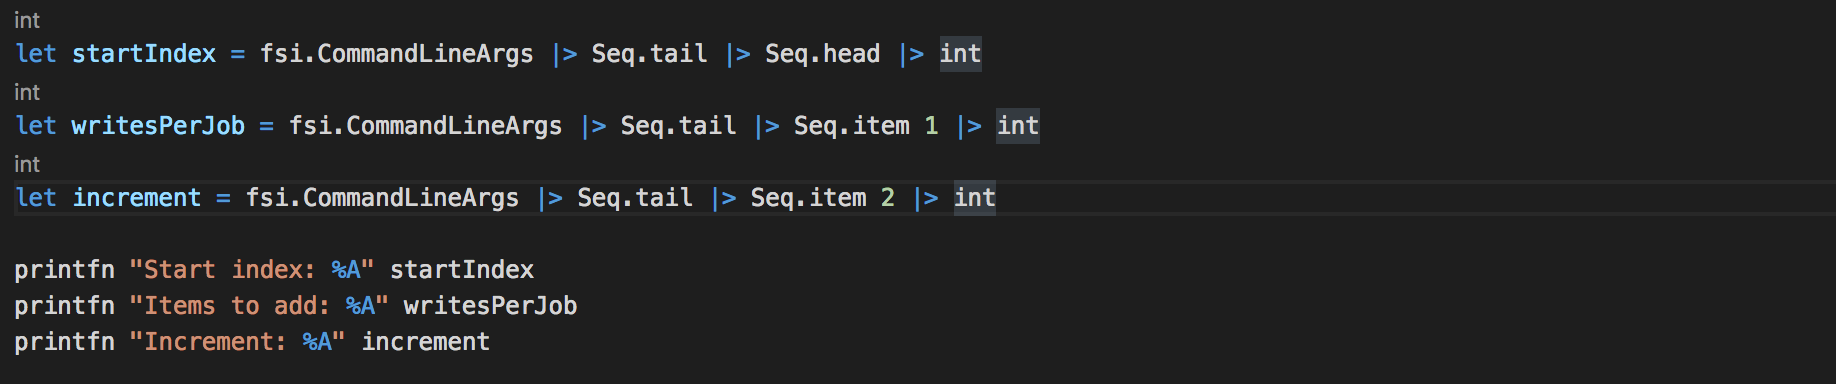 int
let startIndex = fsi.CommandLineArgs |> Seq.tail |> Seq.head |> int
int
let writesPerJob = fsi.CommandLineArgs |> Seq.tail |> Seq.item 1 |> int
int
let increment = fsi.CommandLineArgs |> Seq.tail |> Seq.item 2 |> int
printfn "Start index: %A" startIndex
printfn "Items to add: %A" writesPerJob
printfn "Increment: %A" increment